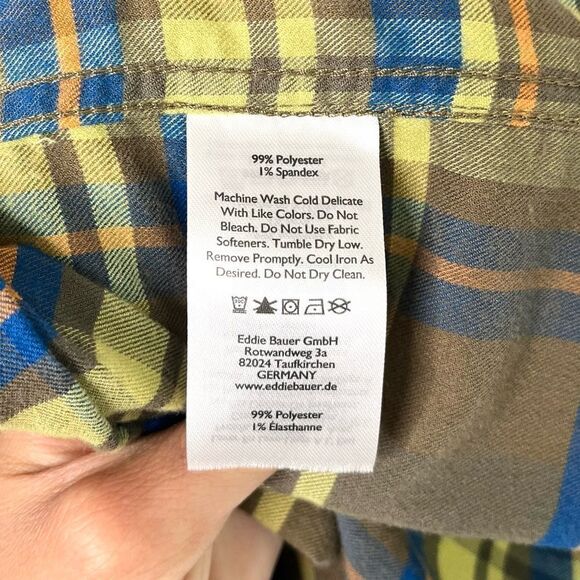 99% Polyester
1% Spandex
Machine Wash Cold Delicate
With Like Colors. Do Not
Bleach. Do Not Use Fabric
Softeners. Tumble Dry Low.
Remove Promptly. Cool Iron As
Desired. Do Not Dry Clean.
Eddie Bauer GmbH
Rotwandweg 3a
82024 Taufkirchen
GERMANY
www.eddiebauer.de
99% Polyester
1% Élasthanne